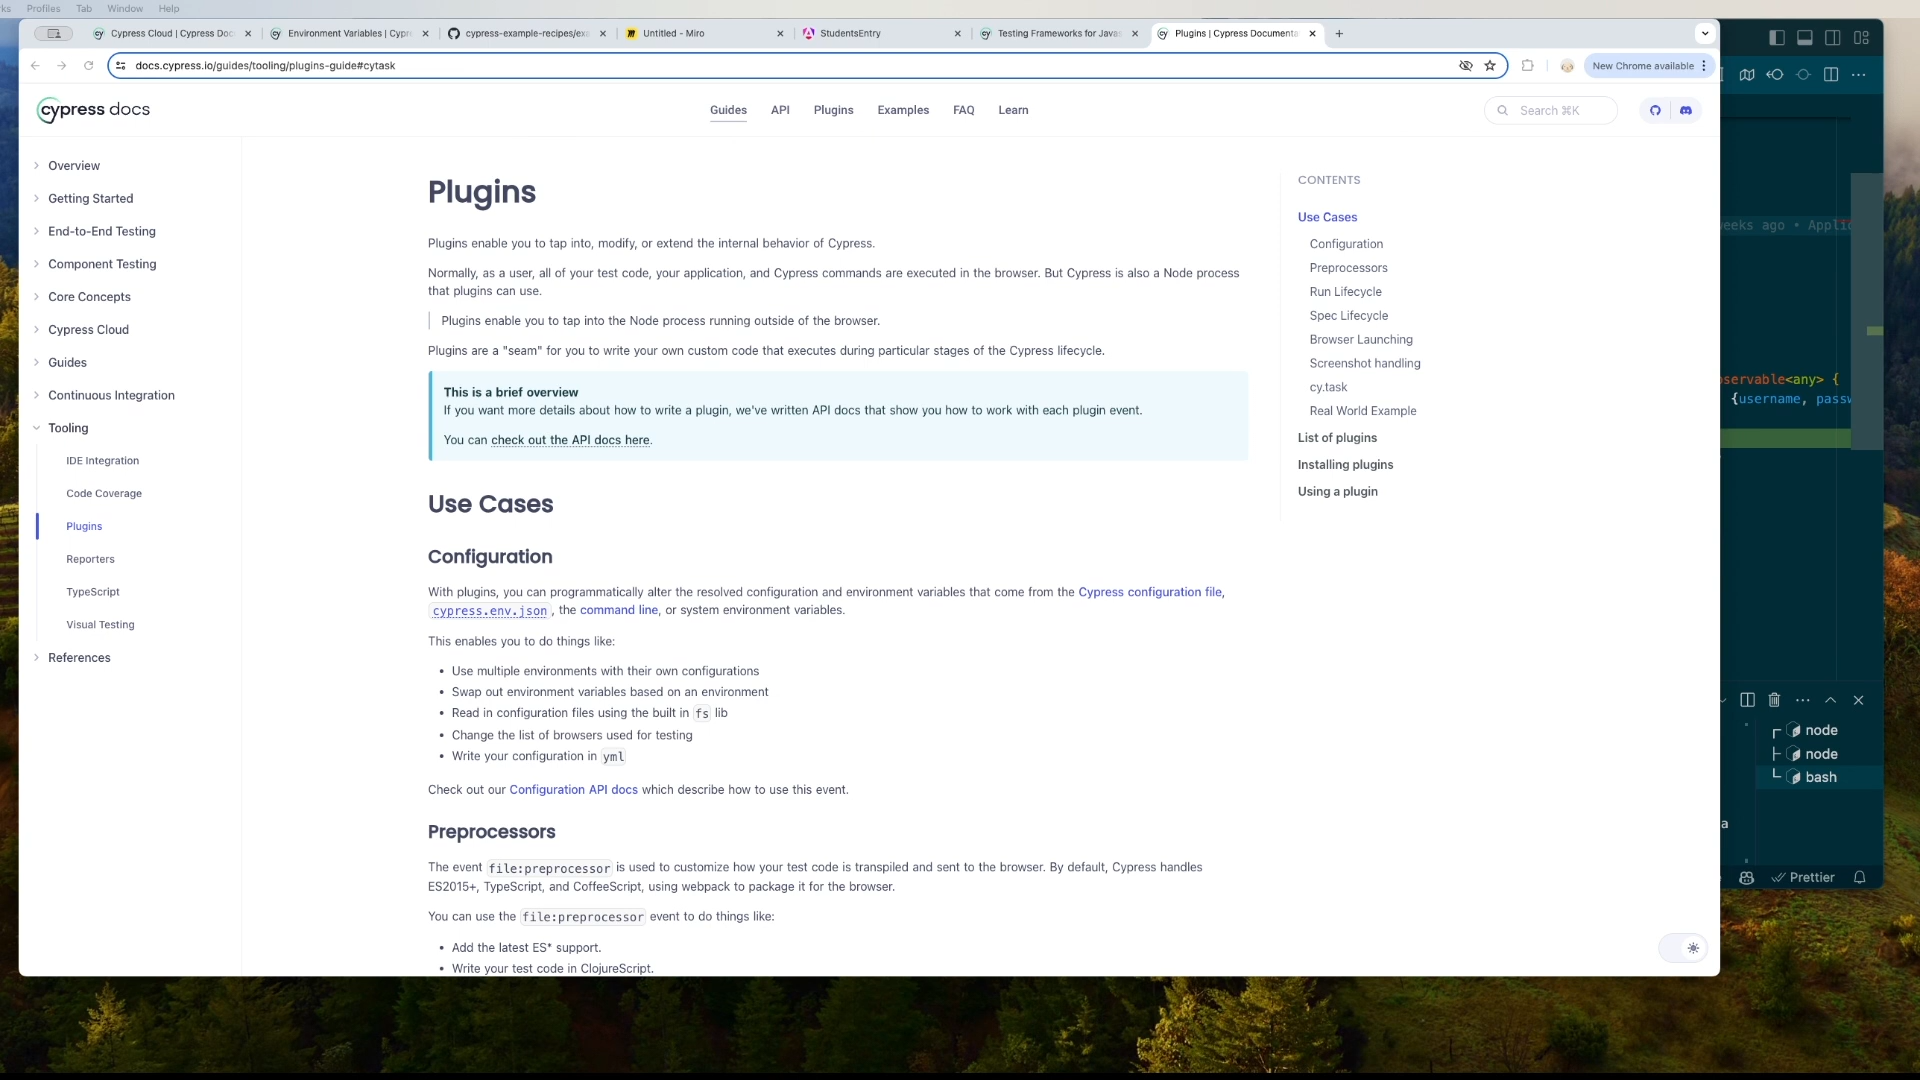 Profiles Tab Window Help
Cypress Cloud | Cypress Doc
Environment Variables | Cypre
cypress-example-recipes/exa
Untitled - Miro
StudentsEntry
Testing Frameworks for Javas
Plugins | Cypress Documenta
docs.cypress.io/guides/tooling/plugins-guide#cytask
New Chrome available
cypress docs
Guides
API
Plugins
Examples
FAQ
Learn
Search ⌘K
Overview
Getting Started
End-to-End Testing
Component Testing
Core Concepts
Cypress Cloud
Guides
Continuous Integration
Tooling
IDE Integration
Code Coverage
Plugins
Reporters
TypeScript
Visual Testing
References
Plugins
Plugins enable you to tap into, modify, or extend the internal behavior of Cypress.
Normally, as a user, all of your test code, your application, and Cypress commands are executed in the browser. But Cypress is also a Node process
that plugins can use.
Plugins enable you to tap into the Node process running outside of the browser.
Plugins are a "seam" for you to write your own custom code that executes during particular stages of the Cypress lifecycle.
This is a brief overview
If you want more details about how to write a plugin, we've written API docs that show you how to work with each plugin event.
You can check out the API docs here.
Use Cases
Configuration
With plugins, you can programmatically alter the resolved configuration and environment variables that come from the Cypress configuration file,
cypress.env.json, the command line, or system environment variables.
This enables you to do things like:
• Use multiple environments with their own configurations
• Swap out environment variables based on an environment
• Read in configuration files using the built in fs lib
• Change the list of browsers used for testing
• Write your configuration in yml
Check out our Configuration API docs which describe how to use this event.
Preprocessors
The event file:preprocessor is used to customize how your test code is transpiled and sent to the browser. By default, Cypress handles
ES2015+, TypeScript, and CoffeeScript, using webpack to package it for the browser.
You can use the file:preprocessor event to do things like:
• Add the latest ES* support.
• Write your test code in ClojureScript.
CONTENTS
Use Cases
Configuration
Preprocessors
Run Lifecycle
Spec Lifecycle
Browser Launching
Screenshot handling
cy.task
Real World Example
List of plugins
Installing plugins
Using a plugin
eeks ago • Applic
servable<any> {
{username, passw
node
node
bash
a
Prettier